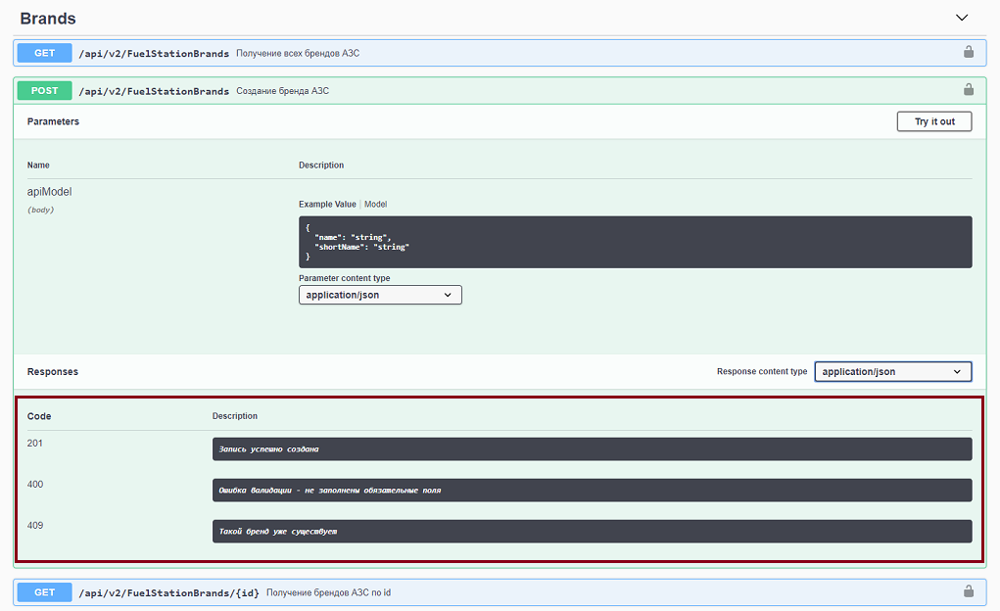 Brands
GET /api/v2/FuelStationBrands Получение всех брендов АЗС
POST /api/v2/FuelStationBrands Создание бренда АЗС
Parameters Try it out
Name Description
apiModel
(body)
Example Value Model
{
"name": "string",
"shortName": "string"
}
Parameter content type
application/json
Responses Response content type application/json
Code Description
201 Запись успешно создана
400 Ошибка валидации - не заполнены обязательные поля
409 Такой бренд уже существует
GET /api/v2/FuelStationBrands/{id} Получение брендов АЗС по id